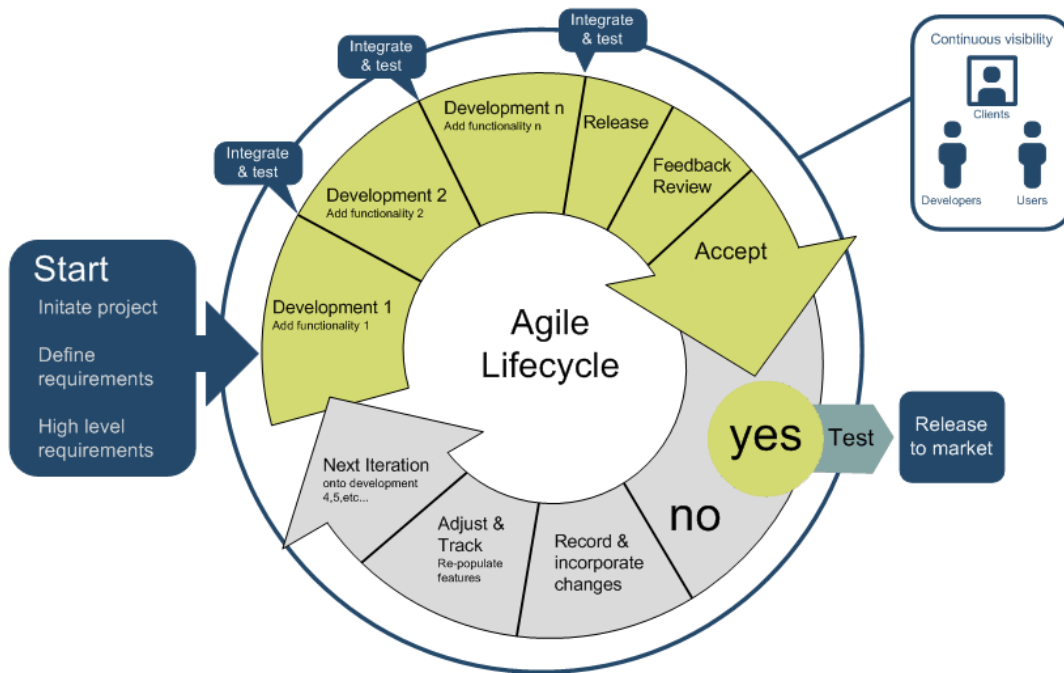 Start
Initate project
Define
requirements
High level
requirements
Integrate
& test
Integrate
& test
Integrate
& test
Development 1
Add functionality 1
Development 2
Add functionality 2
Development n
Add functionality n
Release
Feedback
Review
Accept
Continuous visibility
Clients
Developers
Users
Agile
Lifecycle
yes
Test
Release
to market
no
Record &
incorporate
changes
Adjust &
Track
Re-populate
features
Next Iteration
onto development
4,5,etc...